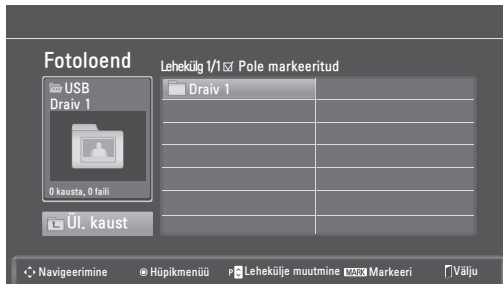 Fotoloend
Lehekülg 1/1 ☑ Pole markeeritud
USB
Draiv 1
Draiv 1
0 kausta, 0 faili
Ül. kaust
Navigeerimine Hüpikmenüü P Lehekülje muutmine MARK Markeeri Välju